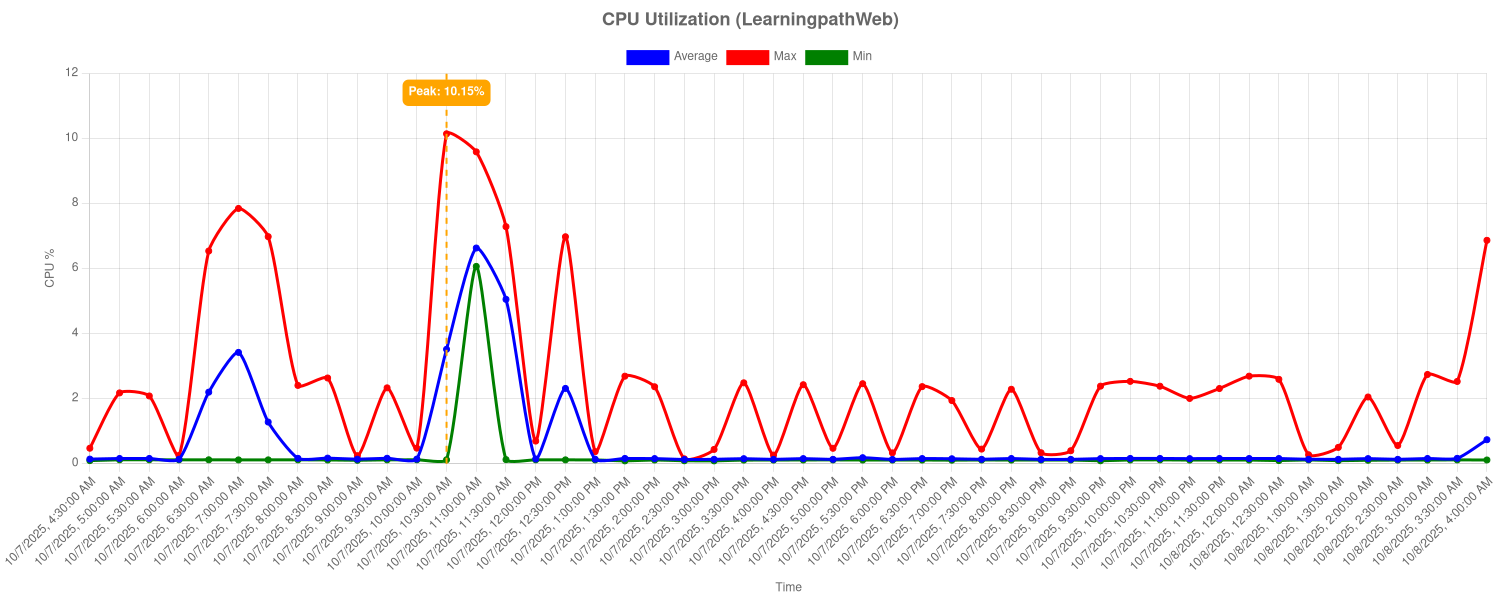 CPU Utilization (LearningpathWeb)
Average Max Min
Peak: 10.15%
12
10
8
6
4
2
0
CPU %
10/7/2025, 4:30:00 AM
10/7/2025, 5:00:00 AM
10/7/2025, 5:30:00 AM
10/7/2025, 6:00:00 AM
10/7/2025, 6:30:00 AM
10/7/2025, 7:00:00 AM
10/7/2025, 7:30:00 AM
10/7/2025, 8:00:00 AM
10/7/2025, 8:30:00 AM
10/7/2025, 9:00:00 AM
10/7/2025, 9:30:00 AM
10/7/2025, 10:00:00 AM
10/7/2025, 10:30:00 AM
10/7/2025, 11:00:00 AM
10/7/2025, 11:30:00 AM
10/7/2025, 12:00:00 PM
10/7/2025, 12:30:00 PM
10/7/2025, 1:00:00 PM
10/7/2025, 1:30:00 PM
10/7/2025, 2:00:00 PM
10/7/2025, 2:30:00 PM
10/7/2025, 3:00:00 PM
10/7/2025, 3:30:00 PM
10/7/2025, 4:00:00 PM
10/7/2025, 4:30:00 PM
10/7/2025, 5:00:00 PM
10/7/2025, 5:30:00 PM
10/7/2025, 6:00:00 PM
10/7/2025, 6:30:00 PM
10/7/2025, 7:00:00 PM
10/7/2025, 7:30:00 PM
10/7/2025, 8:00:00 PM
10/7/2025, 8:30:00 PM
10/7/2025, 9:00:00 PM
10/7/2025, 9:30:00 PM
10/7/2025, 10:00:00 PM
10/7/2025, 10:30:00 PM
10/7/2025, 11:00:00 PM
10/7/2025, 11:30:00 PM
10/8/2025, 12:00:00 AM
10/8/2025, 12:30:00 AM
10/8/2025, 1:00:00 AM
10/8/2025, 1:30:00 AM
10/8/2025, 2:00:00 AM
10/8/2025, 2:30:00 AM
10/8/2025, 3:00:00 AM
10/8/2025, 3:30:00 AM
10/8/2025, 4:00:00 AM
Time